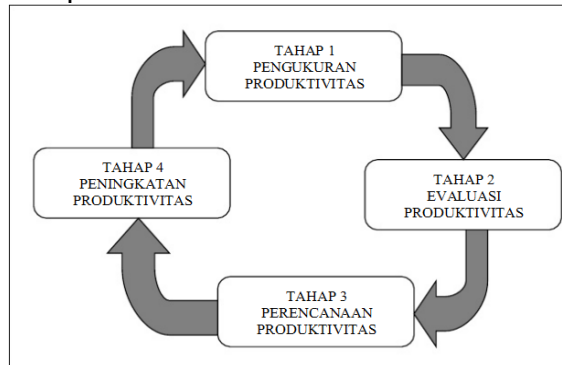 TAHAP 1
PENGUKURAN
PRODUKTIVITAS
TAHAP 2
EVALUASI
PRODUKTIVITAS
TAHAP 3
PERENCANAAN
PRODUKTIVITAS
TAHAP 4
PENINGKATAN
PRODUKTIVITAS